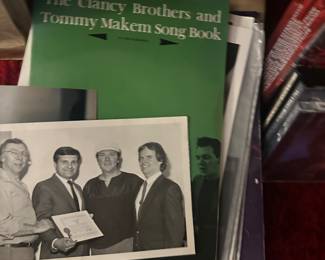 The Clancy Brothers and
Tommy Makem Song Book